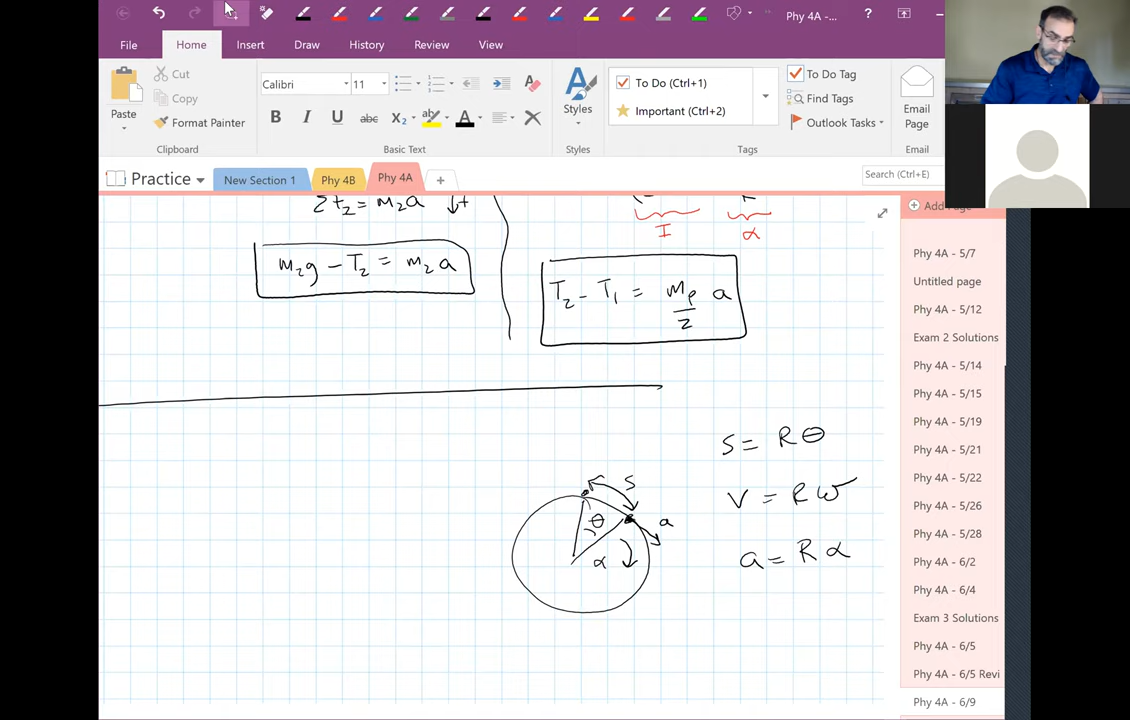 Phy 4A -
?
File
Home
Insert
Draw
History
Review
View
Paste
Cut
Copy
Format Painter
Clipboard
Calibri
11
B I U abc X₂ A
Basic Text
Styles
Styles
To Do (Ctrl+1)
Important (Ctrl+2)
To Do Tag
Find Tags
Outlook Tasks
Tags
Email
Page
Email
Practice
New Section 1
Phy 4B
Phy 4A
+
Search (Ctrl+E)
Add Page
Phy 4A - 5/7
Untitled page
Phy 4A - 5/12
Exam 2 Solutions
Phy 4A - 5/14
Phy 4A - 5/15
Phy 4A - 5/19
Phy 4A - 5/21
Phy 4A - 5/22
Phy 4A - 5/26
Phy 4A - 5/28
Phy 4A - 6/2
Phy 4A - 6/4
Exam 3 Solutions
Phy 4A - 6/5
Phy 4A - 6/5 Revi
Phy 4A - 6/9
= m₂a ↓+
I
α
m₂g - T₂ = m₂a
T₂ - T₁ = mₚ/2 a
S = Rθ
V = Rω
a = Rα
S
θ
a
α